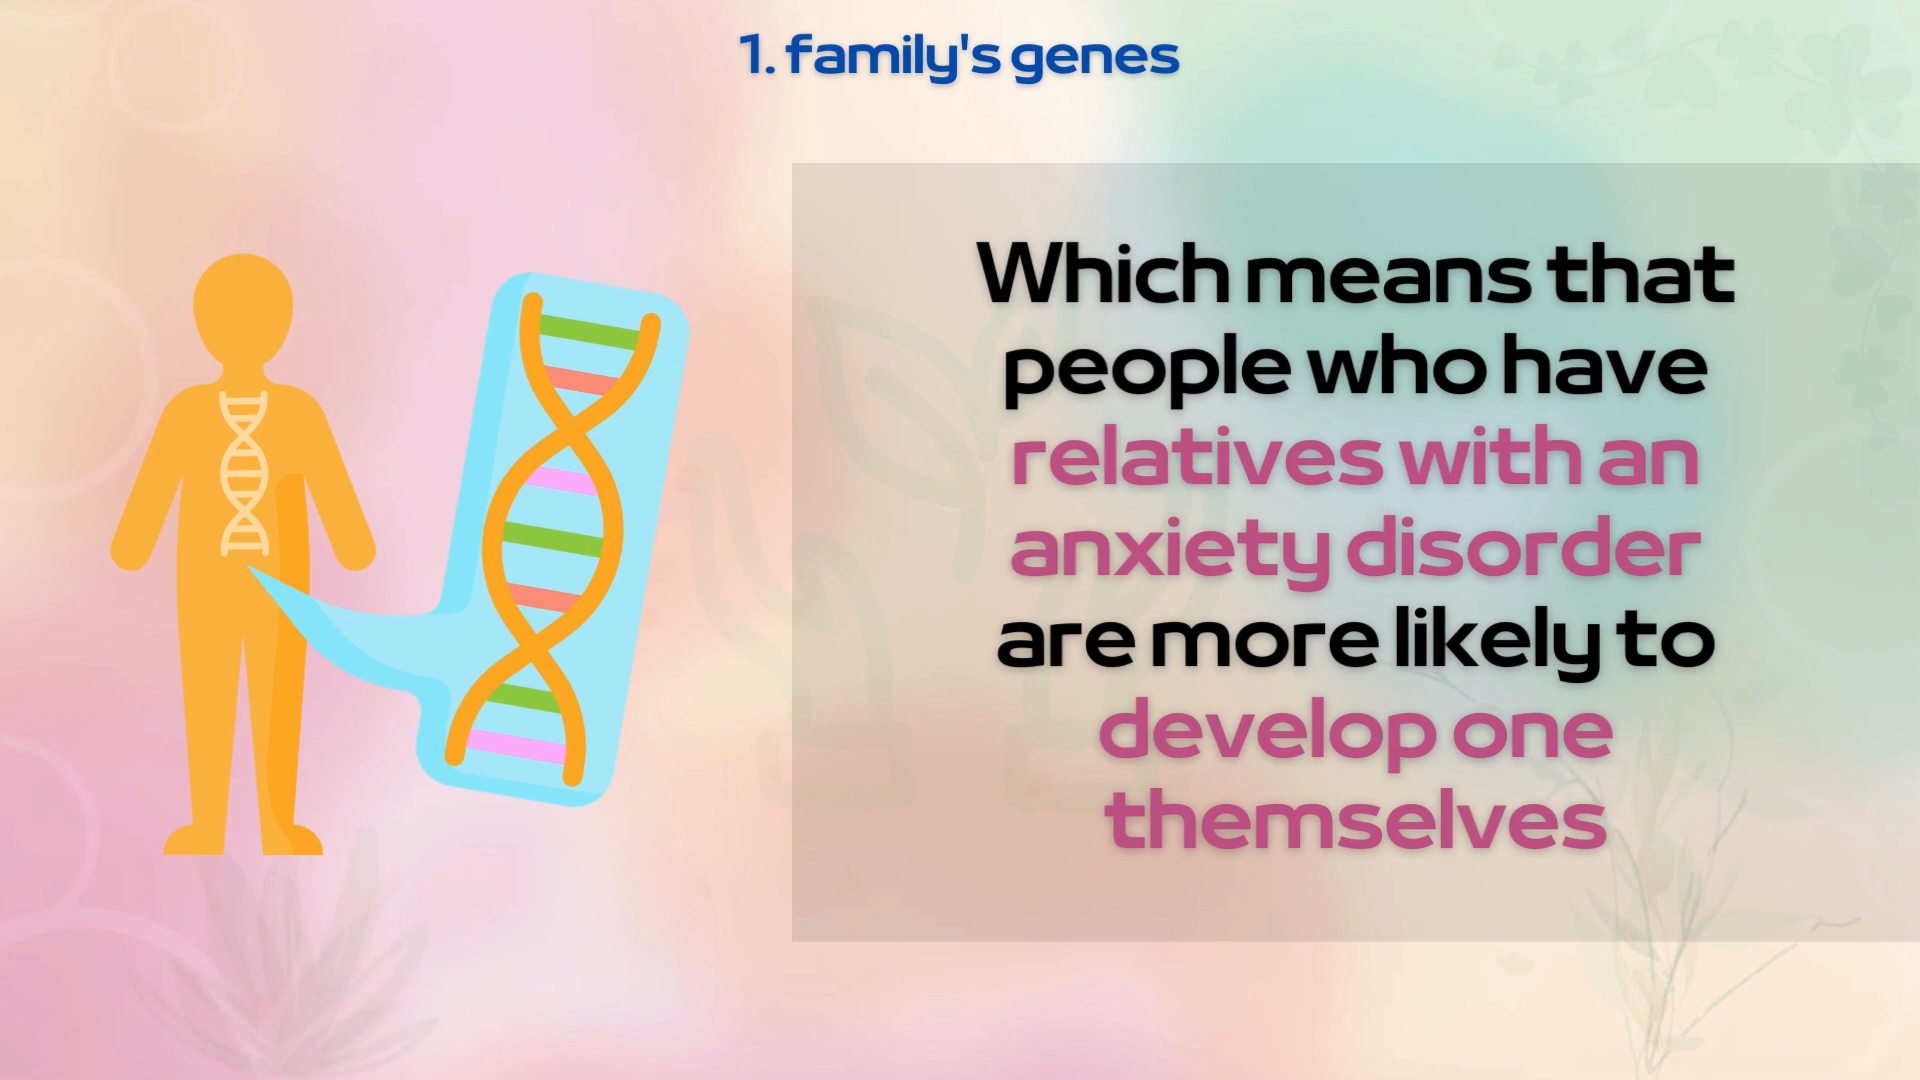 1. family's genes
Which means that
people who have
relatives with an
anxiety disorder
are more likely to
develop one
themselves